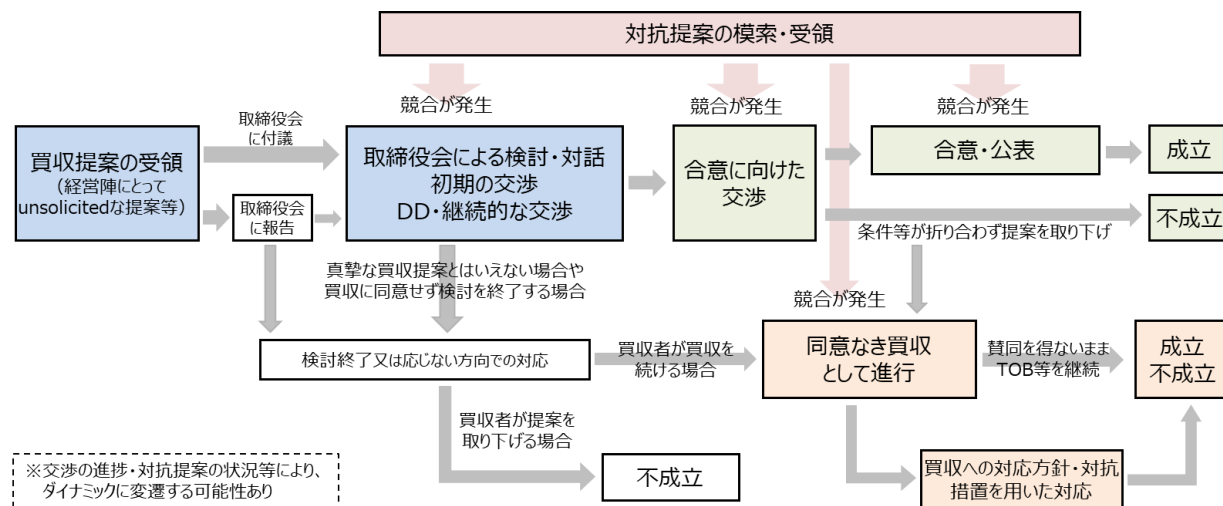 対抗提案の模索・受領
競合が発生
競合が発生
競合が発生
取締役会
に付議
買収提案の受領
（経営陣にとって
unsolicitedな提案等）
取締役会
に報告
取締役会による検討・対話
初期の交渉
DD・継続的な交渉
合意に向けた
交渉
合意・公表
成立
不成立
条件等が折り合わず提案を取り下げ
真摯な買収提案とはいえない場合や
買収に同意せず検討を終了する場合
競合が発生
検討終了又は応じない方向での対応
買収者が買収を
続ける場合
同意なき買収
として進行
賛同を得ないまま
TOB等を継続
成立
不成立
買収者が提案を
取り下げる場合
不成立
買収への対応方針・対抗
措置を用いた対応
※交渉の進捗・対抗提案の状況等により、
ダイナミックに変遷する可能性あり